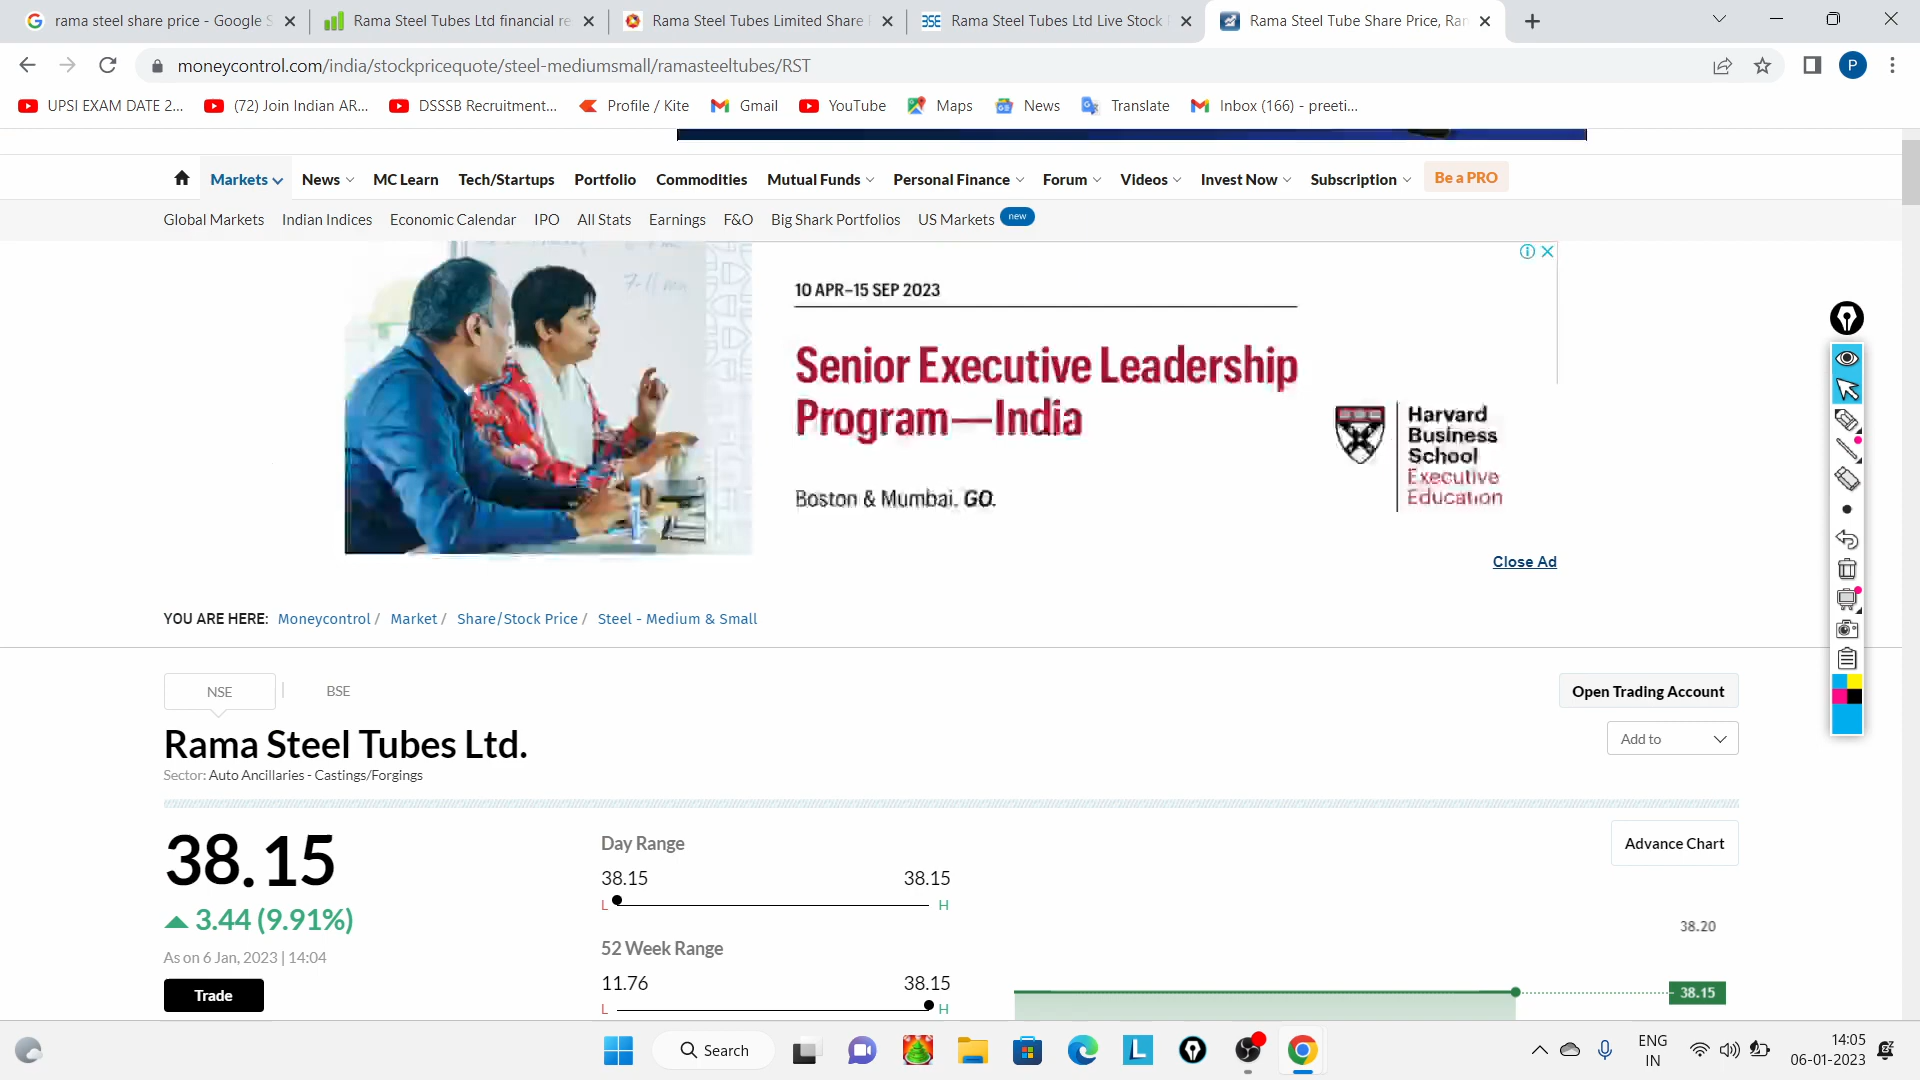 rama steel share price - Google S
Rama Steel Tubes Ltd financial re
Rama Steel Tubes Limited Share P
BSE
Rama Steel Tubes Ltd Live Stock P
Rama Steel Tube Share Price, Ram
moneycontrol.com/india/stockpricequote/steel-mediumsmall/ramasteeltubes/RST
P
UPSI EXAM DATE 2...
(72) Join Indian AR...
DSSSB Recruitment...
Profile / Kite
Gmail
YouTube
Maps
News
Translate
Inbox (166) - preeti...
Markets
News
MC Learn
Tech/Startups
Portfolio
Commodities
Mutual Funds
Personal Finance
Forum
Videos
Invest Now
Subscription
Be a PRO
Global Markets
Indian Indices
Economic Calendar
IPO
All Stats
Earnings
F&O
Big Shark Portfolios
US Markets
new
10 APR–15 SEP 2023
Senior Executive Leadership
Program—India
Boston & Mumbai. GO.
Harvard
Business
School
Executive
Education
Close Ad
YOU ARE HERE: Moneycontrol / Market / Share/Stock Price / Steel - Medium & Small
NSE
BSE
Open Trading Account
Rama Steel Tubes Ltd.
Add to
Sector: Auto Ancillaries - Castings/Forgings
38.15
3.44 (9.91%)
As on 6 Jan, 2023 | 14:04
Trade
Day Range
38.15 38.15
L H
52 Week Range
11.76 38.15
L H
Advance Chart
38.20
38.15
Search
L
ENG
IN
14:05
06-01-2023